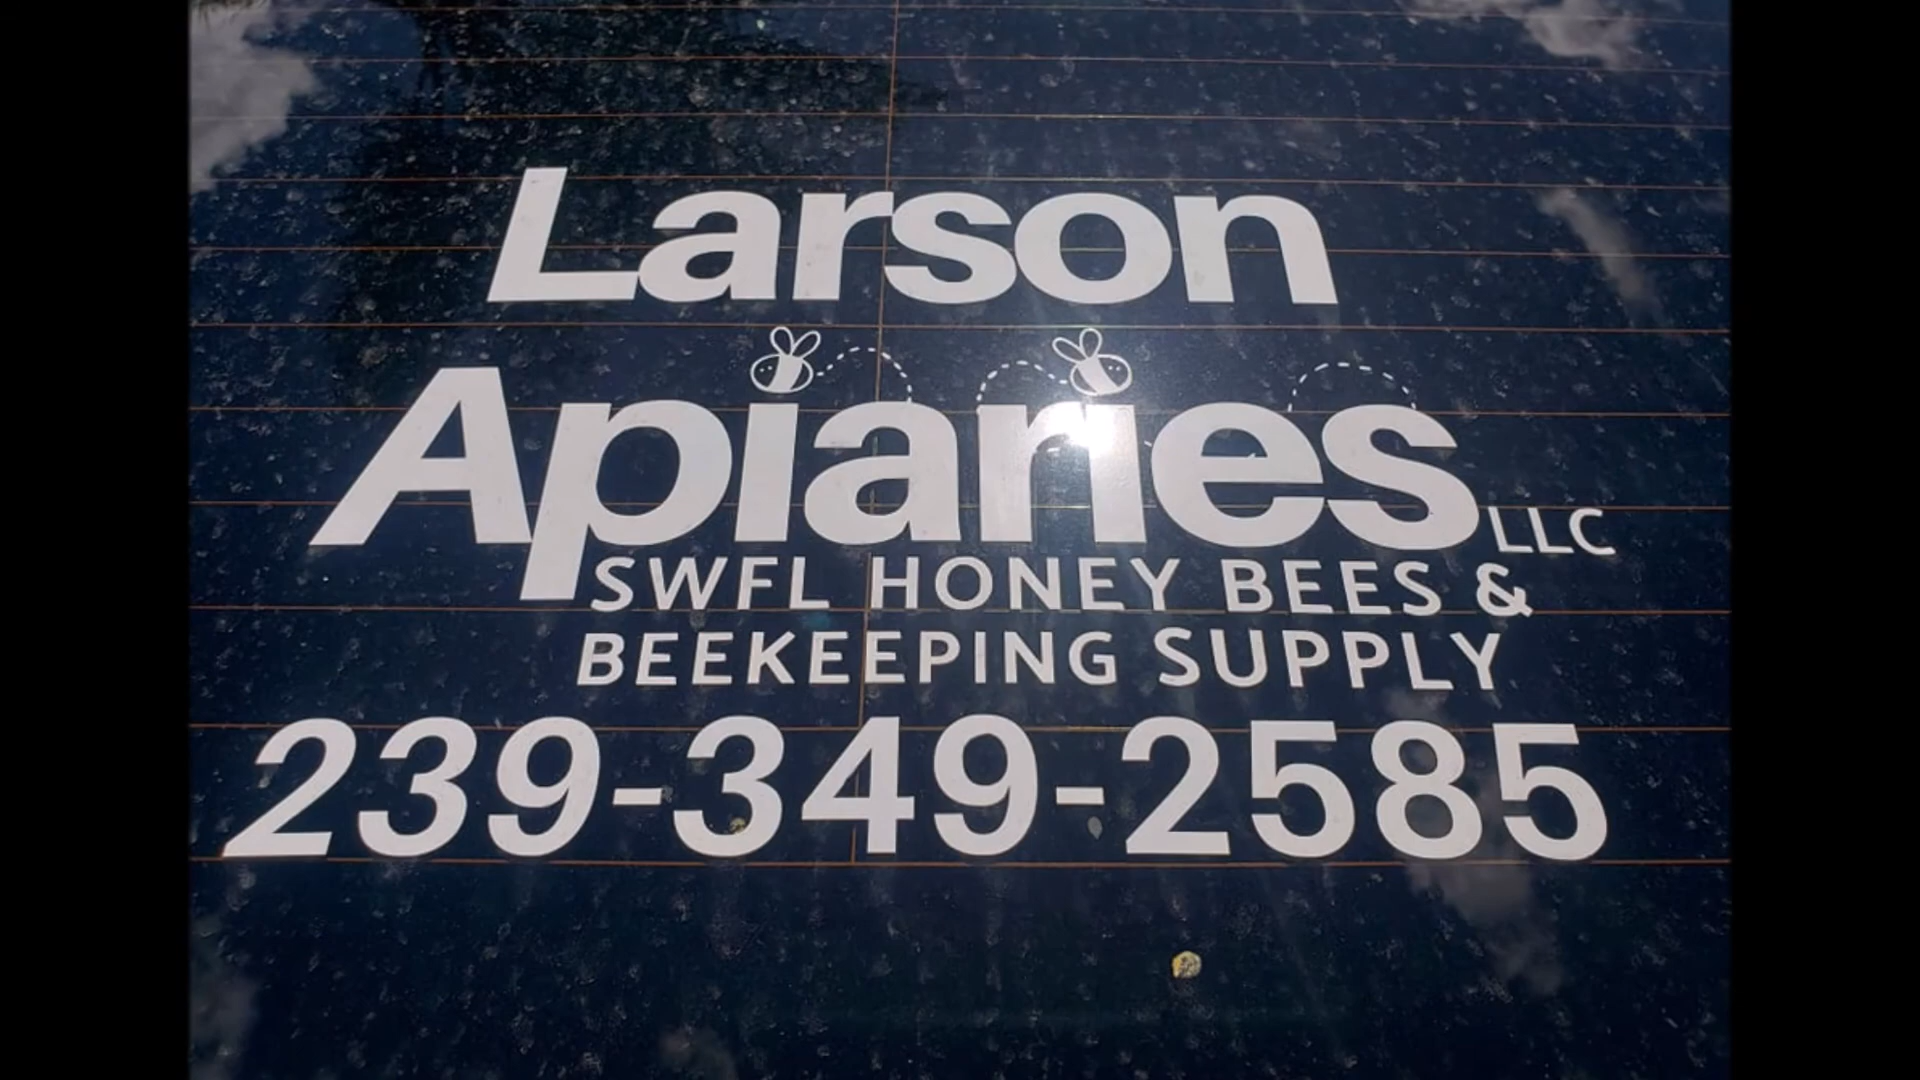 Larson
Apiaries LLC
SWFL HONEY BEES &
BEEKEEPING SUPPLY
239-349-2585